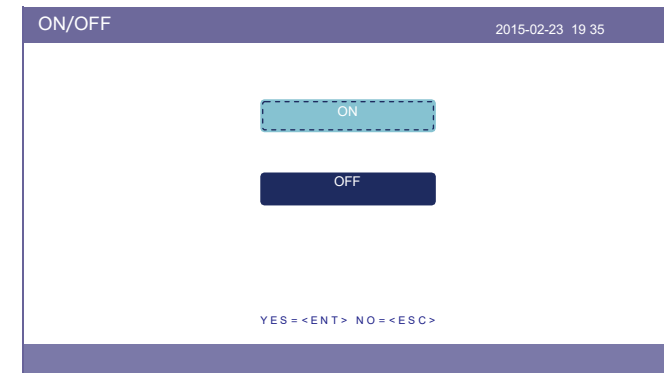 ON/OFF
2015-02-23 19 35
ON
OFF
YES=<ENT> NO=<ESC>